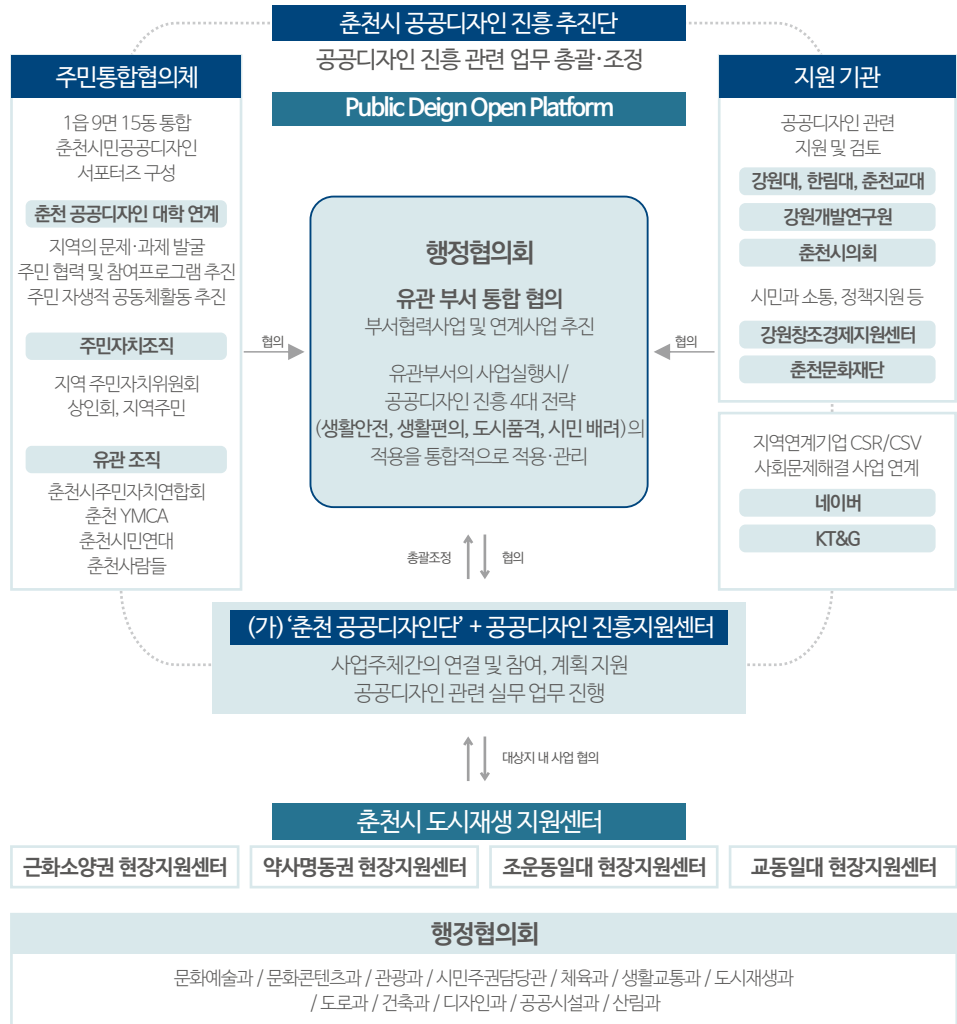 춘천시 공공디자인 진흥 추진단
공공디자인 진흥 관련 업무 총괄·조정
Public Deign Open Platform
주민통합협의체
1읍 9면 15동 통합
춘천시민공공디자인
서포터즈 구성
춘천 공공디자인 대학 연계
지역의 문제·과제 발굴
주민 협력 및 참여프로그램 추진
주민 자생적 공동체활동 추진
주민자치조직
지역 주민자치위원회
상인회, 지역주민
유관 조직
춘천시주민자치연합회
춘천 YMCA
춘천시민연대
춘천사람들
협의
행정협의회
유관 부서 통합 협의
부서협력사업 및 연계사업 추진
유관부서의 사업실행시/
공공디자인 진흥 4대 전략
(생활안전, 생활편의, 도시품격, 시민 배려)의
적용을 통합적으로 적용·관리
협의
지원 기관
공공디자인 관련
지원 및 검토
강원대, 한림대, 춘천교대
강원개발연구원
춘천시의회
시민과 소통, 정책지원 등
강원창조경제지원센터
춘천문화재단
지역연계기업 CSR/CSV
사회문제해결 사업 연계
네이버
KT&G
총괄조정
협의
(가) ‘춘천 공공디자인단’ + 공공디자인 진흥지원센터
사업주체간의 연결 및 참여, 계획 지원
공공디자인 관련 실무 업무 진행
대상지 내 사업 협의
춘천시 도시재생 지원센터
근화소양권 현장지원센터
약사명동권 현장지원센터
조운동일대 현장지원센터
교동일대 현장지원센터
행정협의회
문화예술과 / 문화콘텐츠과 / 관광과 / 시민주권담당관 / 체육과 / 생활교통과 / 도시재생과
/ 도로과 / 건축과 / 디자인과 / 공공시설과 / 산림과